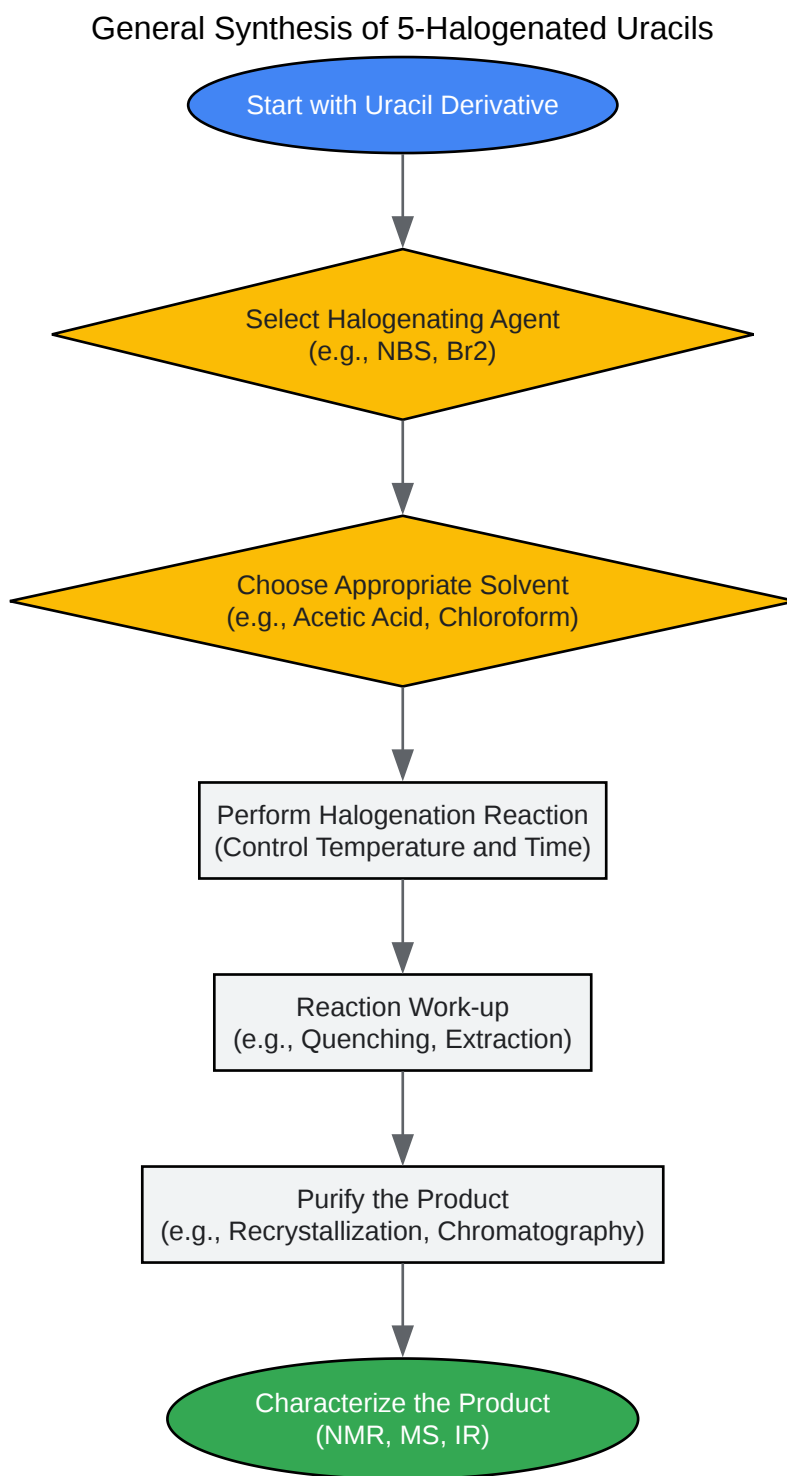 General Synthesis of 5-Halogenated Uracils
Start with Uracil Derivative
Select Halogenating Agent
(e.g., NBS, Br2)
Choose Appropriate Solvent
(e.g., Acetic Acid, Chloroform)
Perform Halogenation Reaction
(Control Temperature and Time)
Reaction Work-up
(e.g., Quenching, Extraction)
Purify the Product
(e.g., Recrystallization, Chromatography)
Characterize the Product
(NMR, MS, IR)